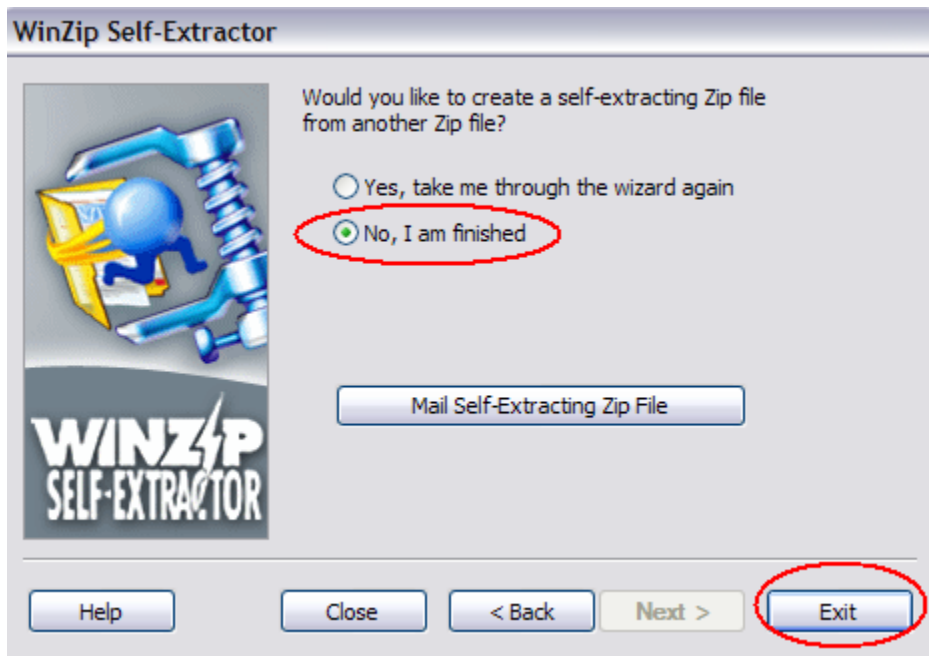 WinZip Self-Extractor
Would you like to create a self-extracting Zip file
from another Zip file?
Yes, take me through the wizard again
No, I am finished
Mail Self-Extracting Zip File
WINZIP
SELF-EXTRACTOR
Help
Close
< Back
Next >
Exit